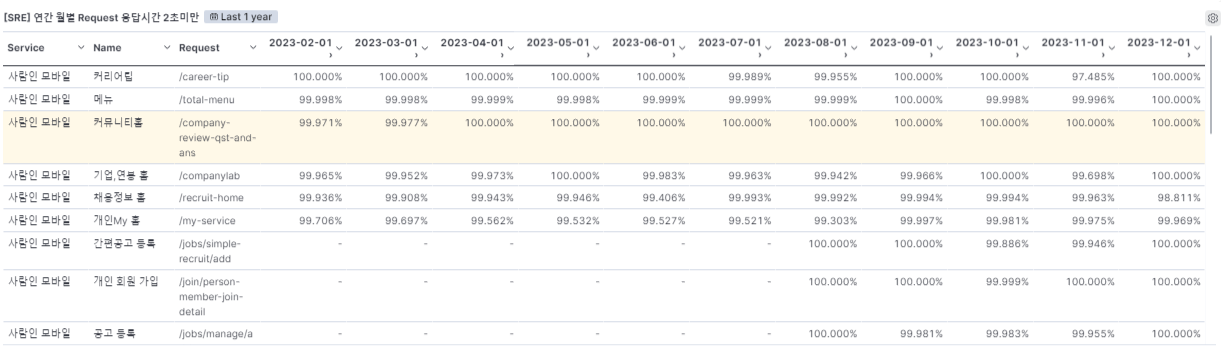 [SRE] 연간 월별 Request 응답시간 2초미만 Last 1 year
Service Name Request 2023-02-01 2023-03-01 2023-04-01 2023-05-01 2023-06-01 2023-07-01 2023-08-01 2023-09-01 2023-10-01 2023-11-01 2023-12-01
사람인 모바일 커리어팁 /career-tip 100.000% 100.000% 100.000% 100.000% 100.000% 99.989% 99.955% 100.000% 100.000% 97.485% 100.000%
사람인 모바일 메뉴 /total-menu 99.998% 99.998% 99.999% 99.998% 99.999% 99.999% 99.999% 100.000% 99.998% 99.996% 100.000%
사람인 모바일 커뮤니티홈 /company- 99.971% 99.977% 100.000% 100.000% 100.000% 100.000% 100.000% 100.000% 100.000% 100.000% 100.000%
review-qst-and-
ans
사람인 모바일 기업,연봉 홈 /companylab 99.965% 99.952% 99.973% 100.000% 99.983% 99.963% 99.942% 99.966% 100.000% 99.698% 100.000%
사람인 모바일 채용정보 홈 /recruit-home 99.936% 99.908% 99.943% 99.946% 99.406% 99.993% 99.992% 99.994% 99.994% 99.963% 98.811%
사람인 모바일 개인My 홈 /my-service 99.706% 99.697% 99.562% 99.532% 99.527% 99.521% 99.303% 99.997% 99.981% 99.975% 99.969%
사람인 모바일 간편공고 등록 /jobs/simple- - - - - - - 100.000% 100.000% 99.886% 99.946% 100.000%
recruit/add
사람인 모바일 개인 회원 가입 /join/person- - - - - - - 100.000% 100.000% 99.999% 100.000% 100.000%
member-join-
detail
사람인 모바일 공고 등록 /jobs/manage/a - - - - - - 100.000% 99.981% 99.983% 99.955% 100.000%